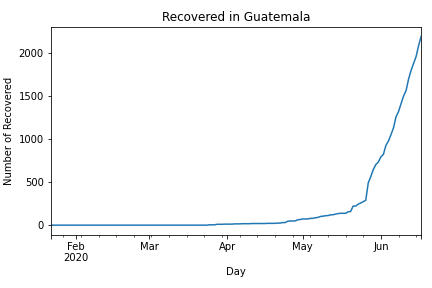 Recovered in Guatemala
Number of Recovered
2000
1500
1000
500
0
Feb
2020
Mar
Apr
May
Jun
Day